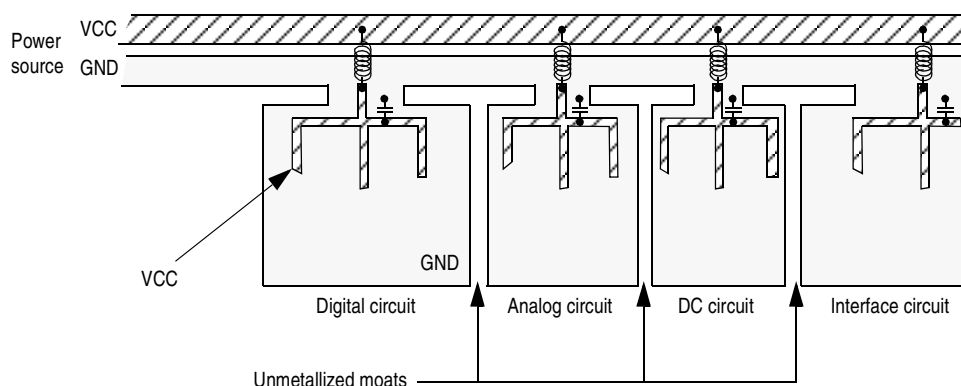 Power
source
VCC
GND
GND
VCC
Digital circuit
Analog circuit
DC circuit
Interface circuit
Unmetallized moats